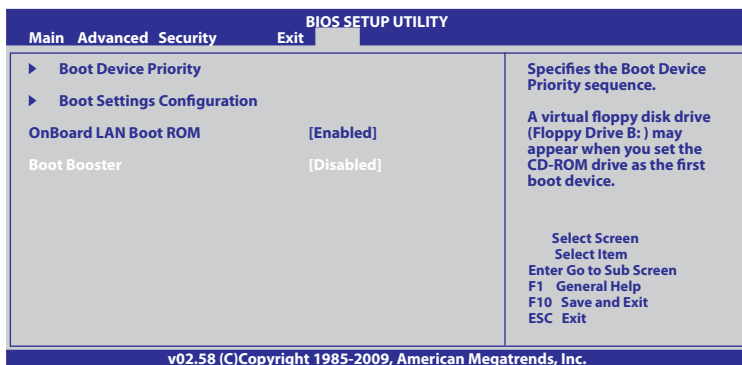 BIOS SETUP UTILITY
Main Advanced Security Exit
Boot Device Priority
Boot Settings Configuration
OnBoard LAN Boot ROM [Enabled]
Boot Booster [Disabled]
Specifies the Boot Device
Priority sequence.
A virtual floppy disk drive
(Floppy Drive B: ) may
appear when you set the
CD-ROM drive as the first
boot device.
Select Screen
Select Item
Enter Go to Sub Screen
F1 General Help
F10 Save and Exit
ESC Exit
v02.58 (C)Copyright 1985-2009, American Megatrends, Inc.